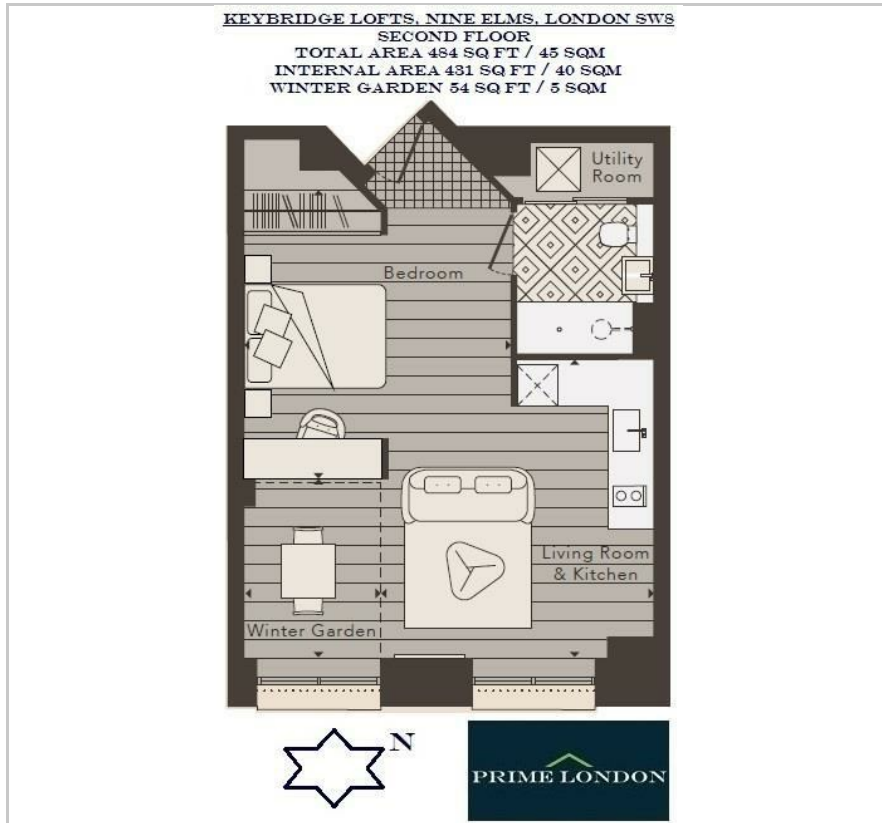 KEYBRIDGE LOFTS, NINE ELMS, LONDON SW8
SECOND FLOOR
TOTAL AREA 484 SQ FT / 45 SQM
INTERNAL AREA 431 SQ FT / 40 SQM
WINTER GARDEN 54 SQ FT / 5 SQM
Utility
Room
Bedroom
Living Room
& Kitchen
Winter Garden
N
PRIME LONDON